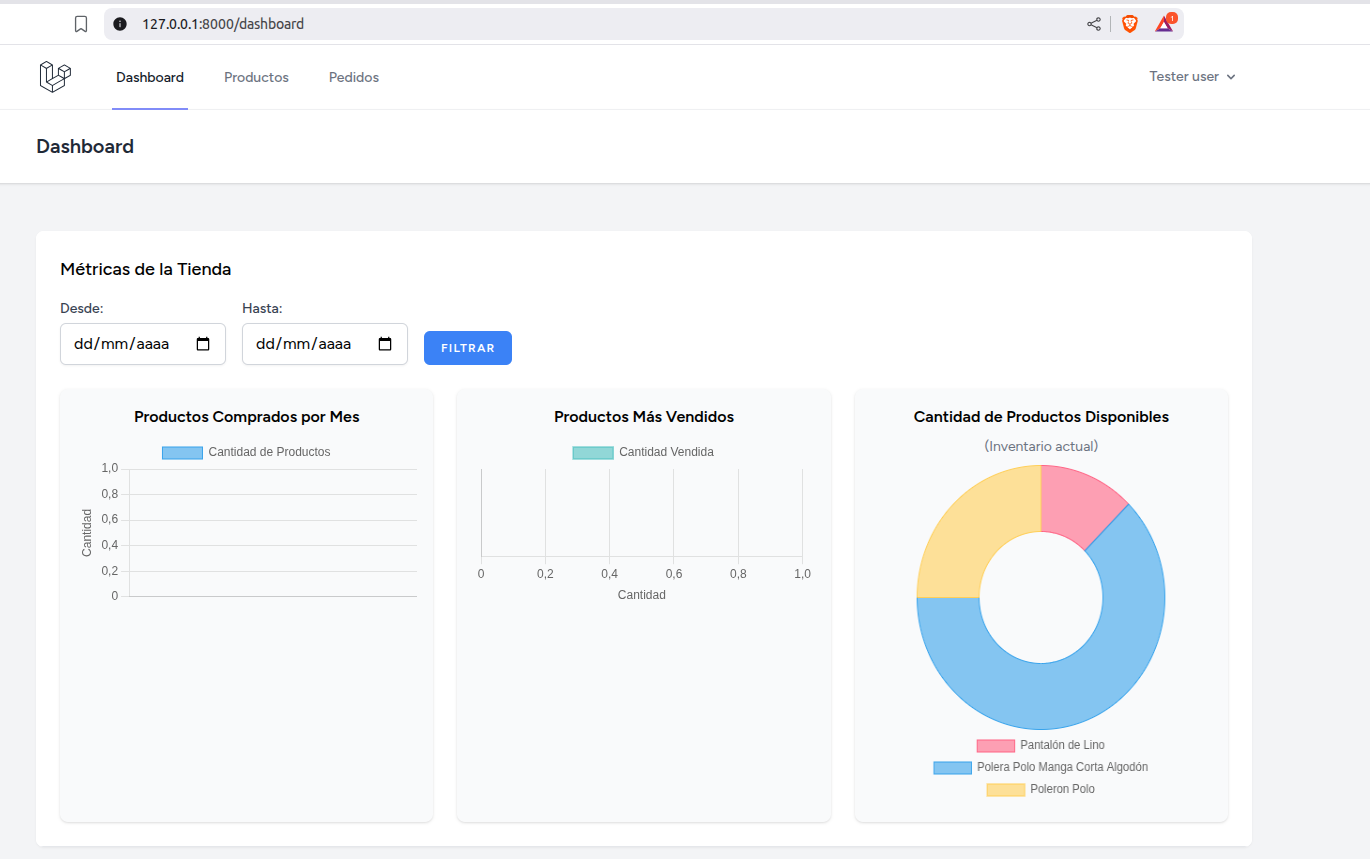 127.0.0.1:8000/dashboard
1
Dashboard Productos Pedidos Tester user
Dashboard
Métricas de la Tienda
Desde: Hasta:
dd/mm/aaaa dd/mm/aaaa FILTRAR
Productos Comprados por Mes
Cantidad de Productos
1,0
0,8
0,6
0,4
0,2
0
Cantidad
Productos Más Vendidos
Cantidad Vendida
0 0,2 0,4 0,6 0,8 1,0
Cantidad
Cantidad de Productos Disponibles
(Inventario actual)
Pantalón de Lino
Polera Polo Manga Corta Algodón
Poleron Polo